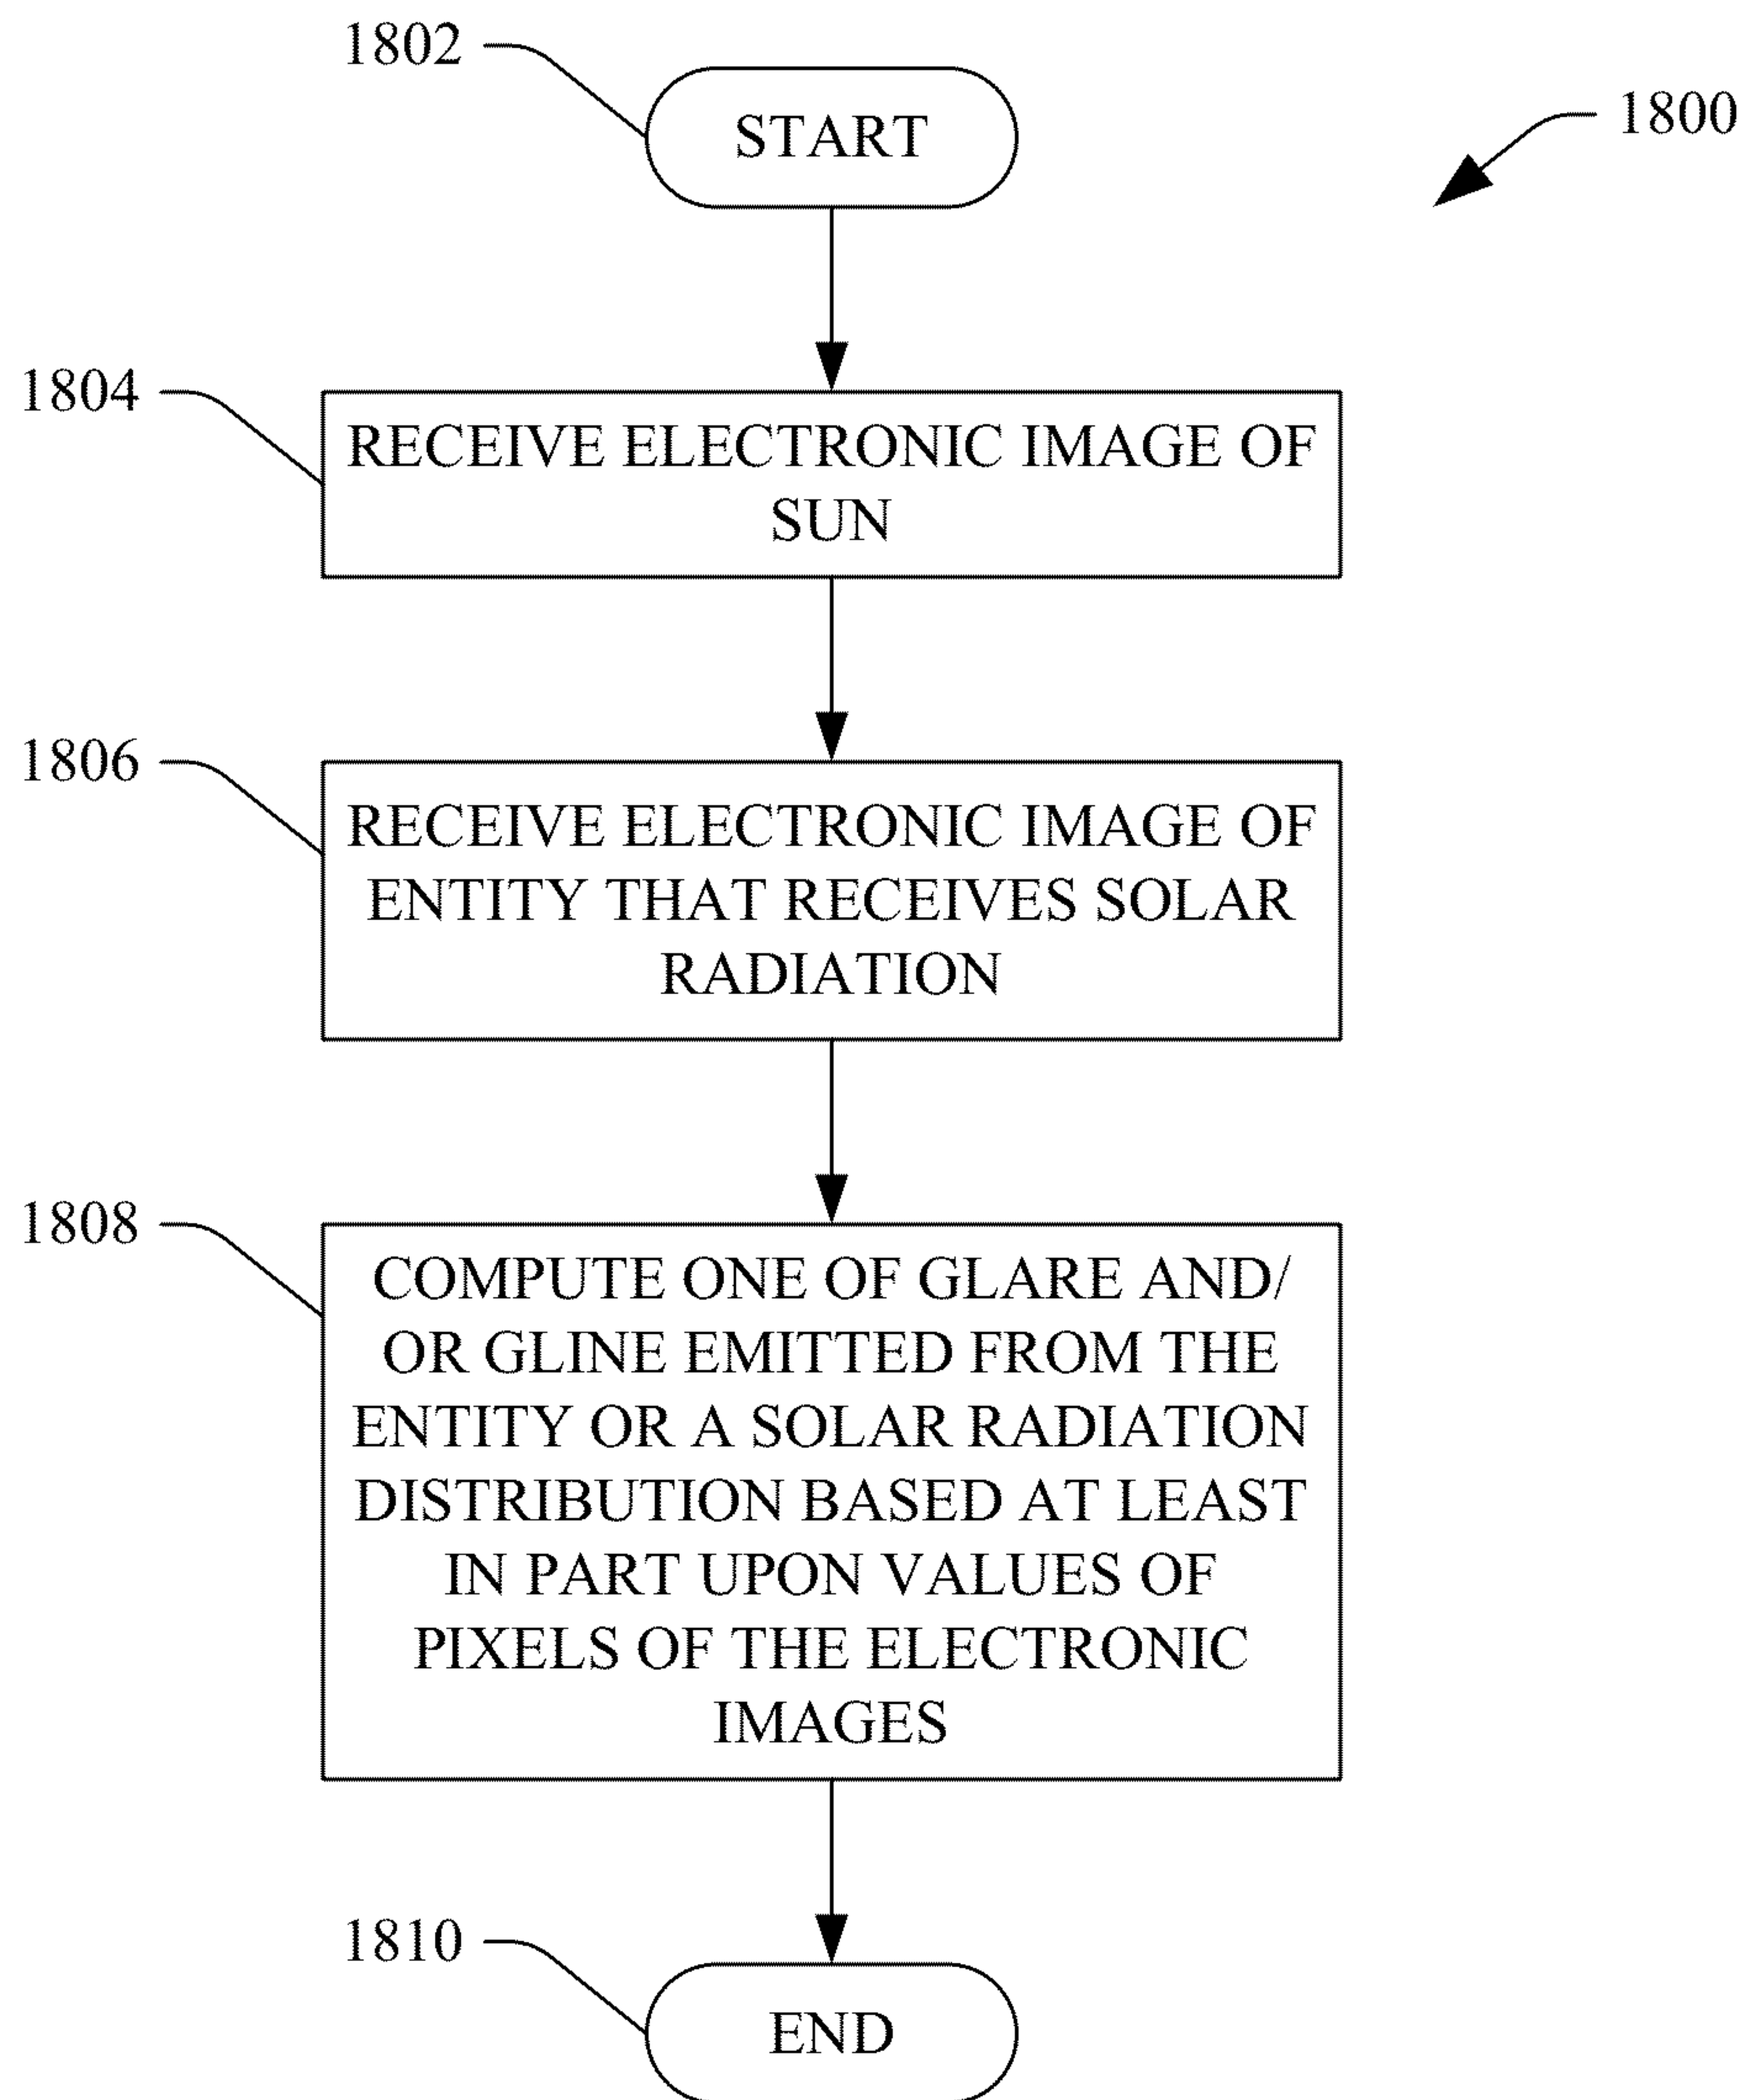 1802
START
1800
1804
RECEIVE ELECTRONIC IMAGE OF
SUN
1806
RECEIVE ELECTRONIC IMAGE OF
ENTITY THAT RECEIVES SOLAR
RADIATION
1808
COMPUTE ONE OF GLARE AND/
OR GLINE EMITTED FROM THE
ENTITY OR A SOLAR RADIATION
DISTRIBUTION BASED AT LEAST
IN PART UPON VALUES OF
PIXELS OF THE ELECTRONIC
IMAGES
1810
END